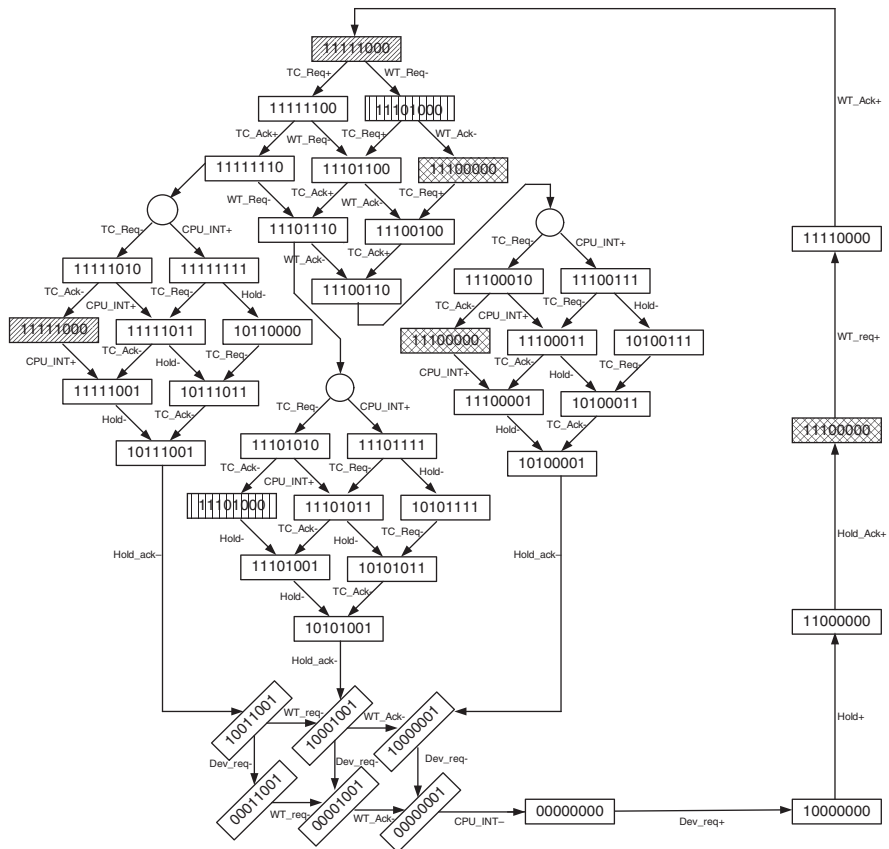 11111000
TC_Req+
WT_Req-
WT_Ack+
11111100
11101000
TC_Ack+
WT_Req-
TC_Req+
WT_Ack-
11111110
11101100
11100000
WT_Req-
TC_Ack+
WT_Ack-
TC_Req+
TC_Req-
CPU_INT+
11101110
11100100
TC_Req-
CPU_INT+
11110000
WT_Ack-
TC_Ack+
11111010
11111111
11100110
11100010
11100111
TC_Ack-
CPU_INT+
TC_Req-
Hold-
TC_Ack-
CPU_INT+
TC_Req-
Hold-
11111000
11111011
10110000
11100000
11100011
10100111
WT_req+
CPU_INT+
TC_Ack-
Hold-
TC_Req-
CPU_INT+
TC_Ack-
Hold-
TC_Req-
11111001
10111011
11100001
10100011
Hold-
TC_Ack-
TC_Req-
CPU_INT+
Hold-
TC_Ack-
11100000
10111001
11101010
11101111
10100001
TC_Ack-
CPU_INT+
TC_Req-
Hold-
11101000
11101011
10101111
Hold-
TC_Ack-
Hold-
TC_Req-
Hold_Ack+
Hold_ack–
11101001
10101011
Hold_ack–
Hold-
TC_Ack-
10101001
11000000
Hold_ack-
10011001
WT_req-
10001001
WT_Ack-
10000001
Hold+
Dev_req-
Dev_req-
Dev_req-
00011001
WT_req-
00001001
WT_Ack-
00000001
CPU_INT–
00000000
Dev_req+
10000000